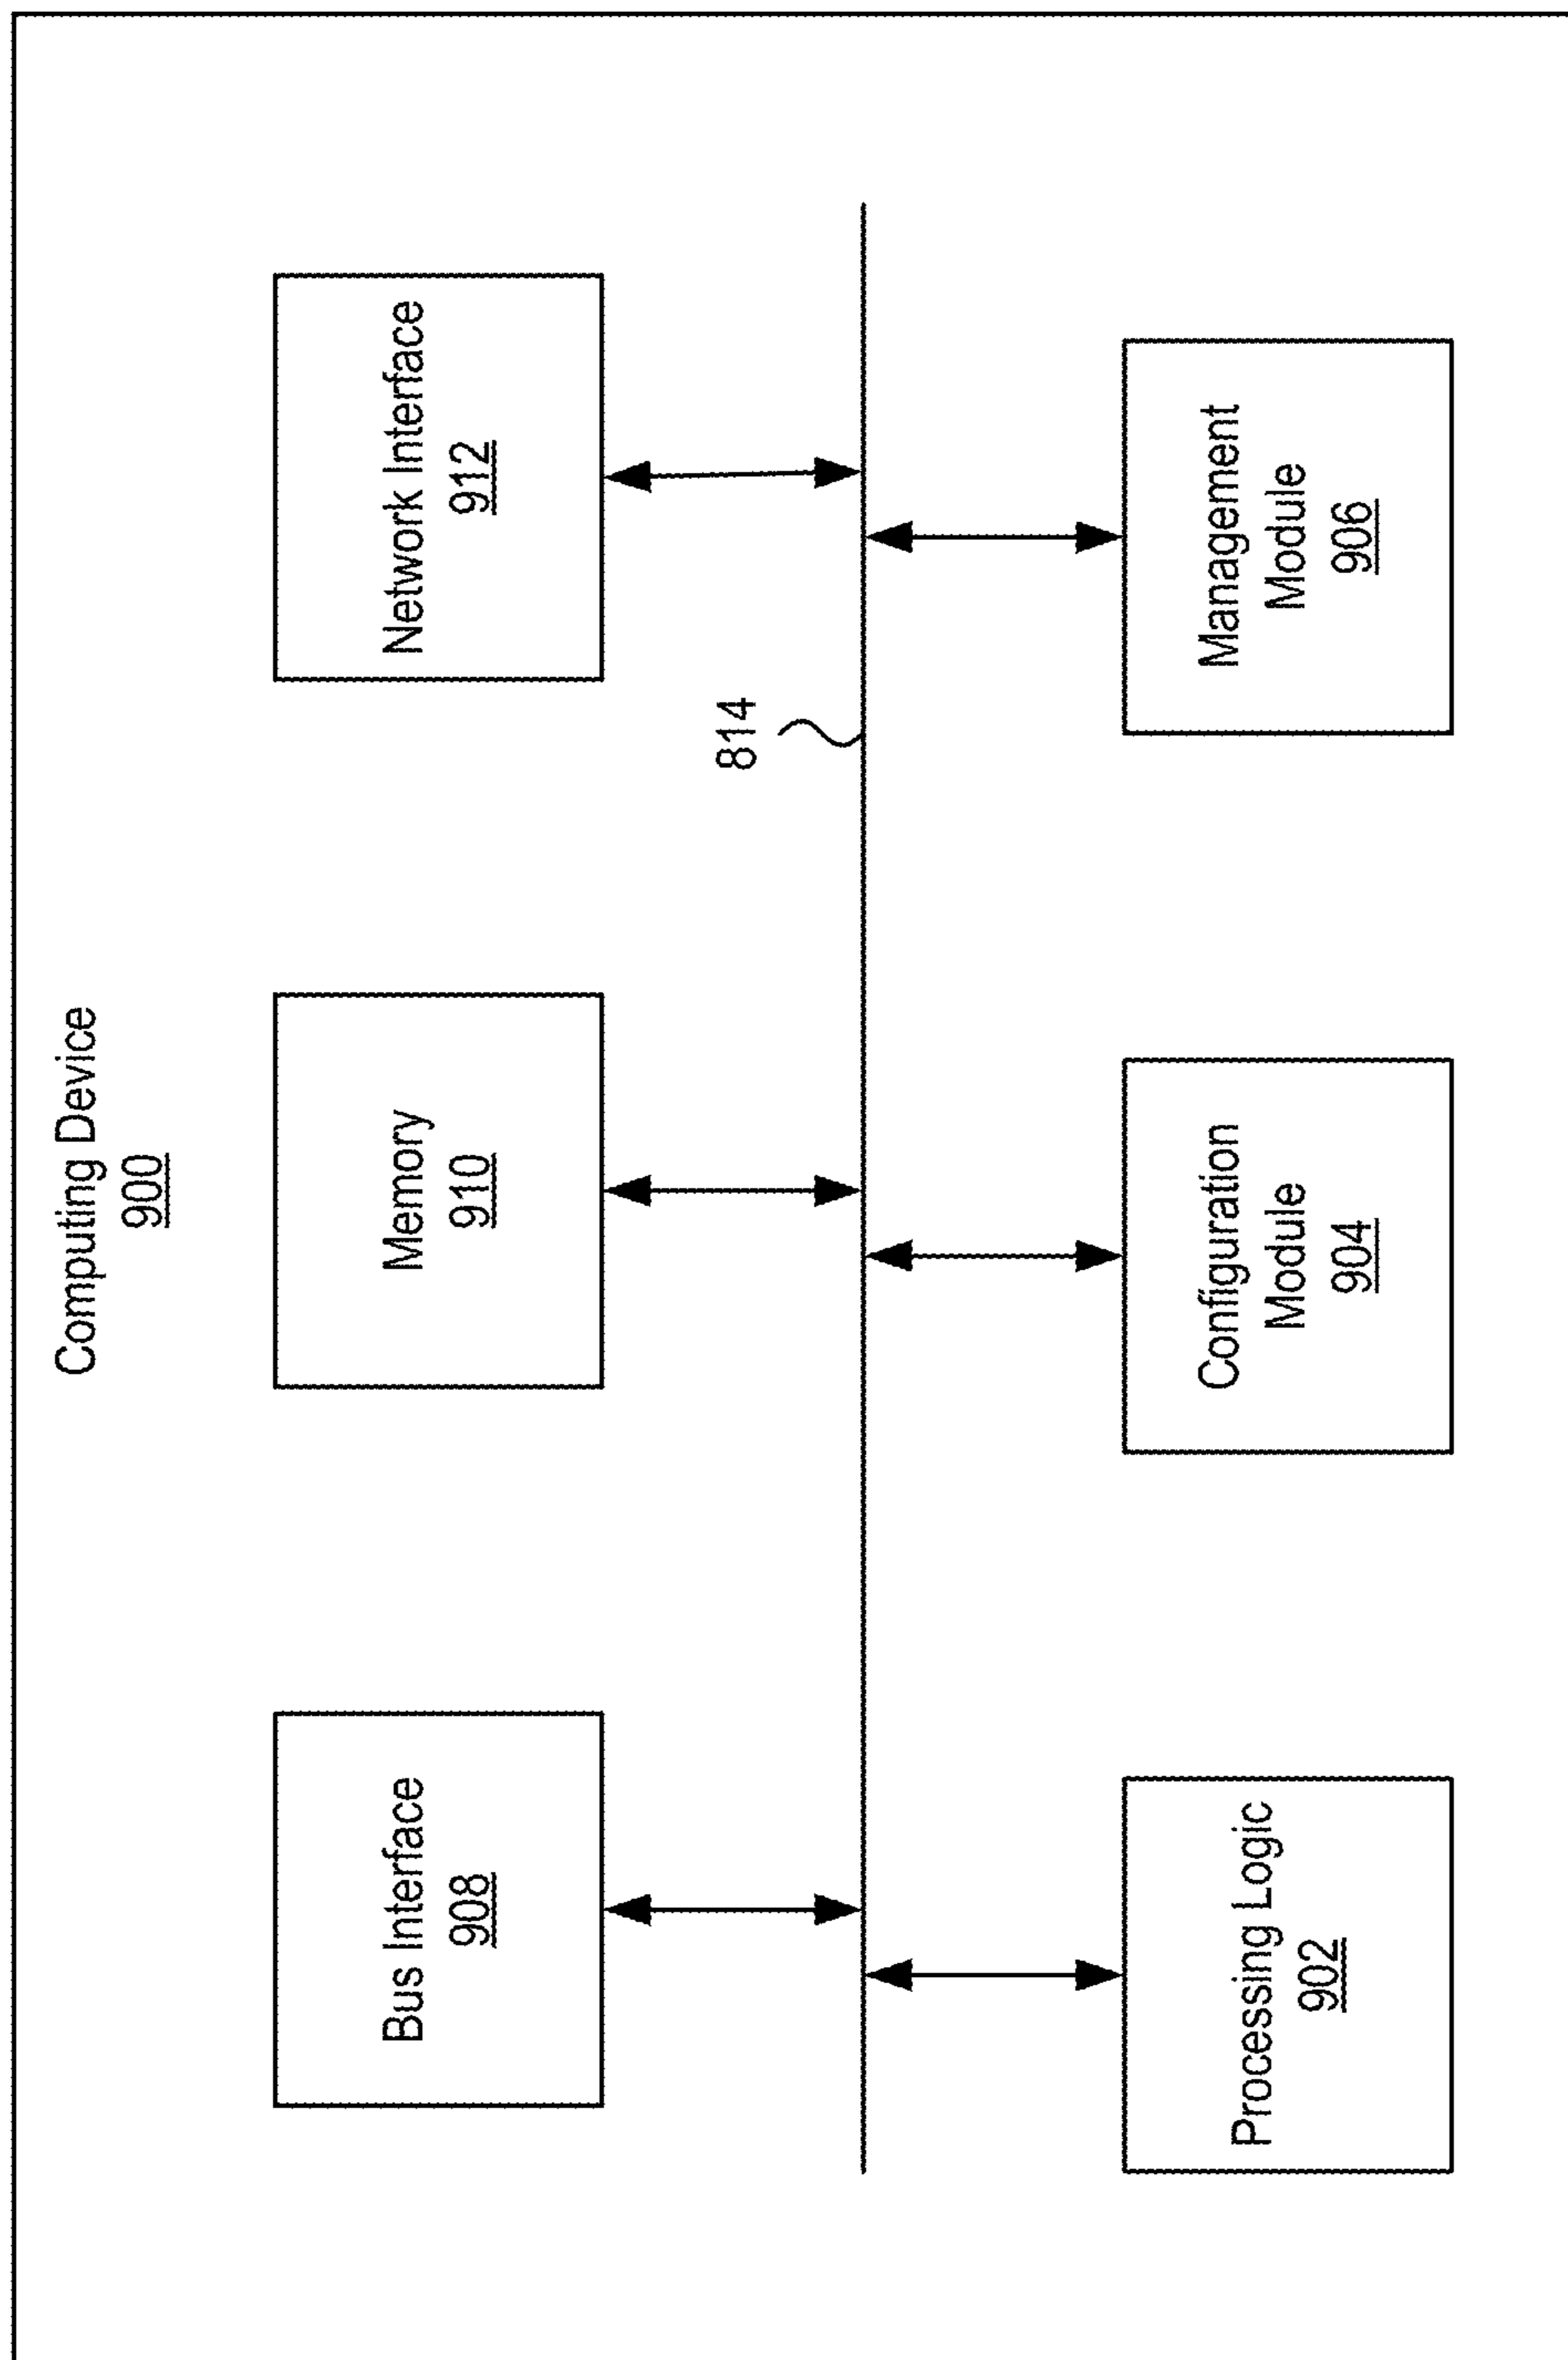 Computing Device
900
Bus Interface
908
Memory
910
Network Interface
912
814
Processing Logic
902
Configuration
Module
904
Management
Module
906